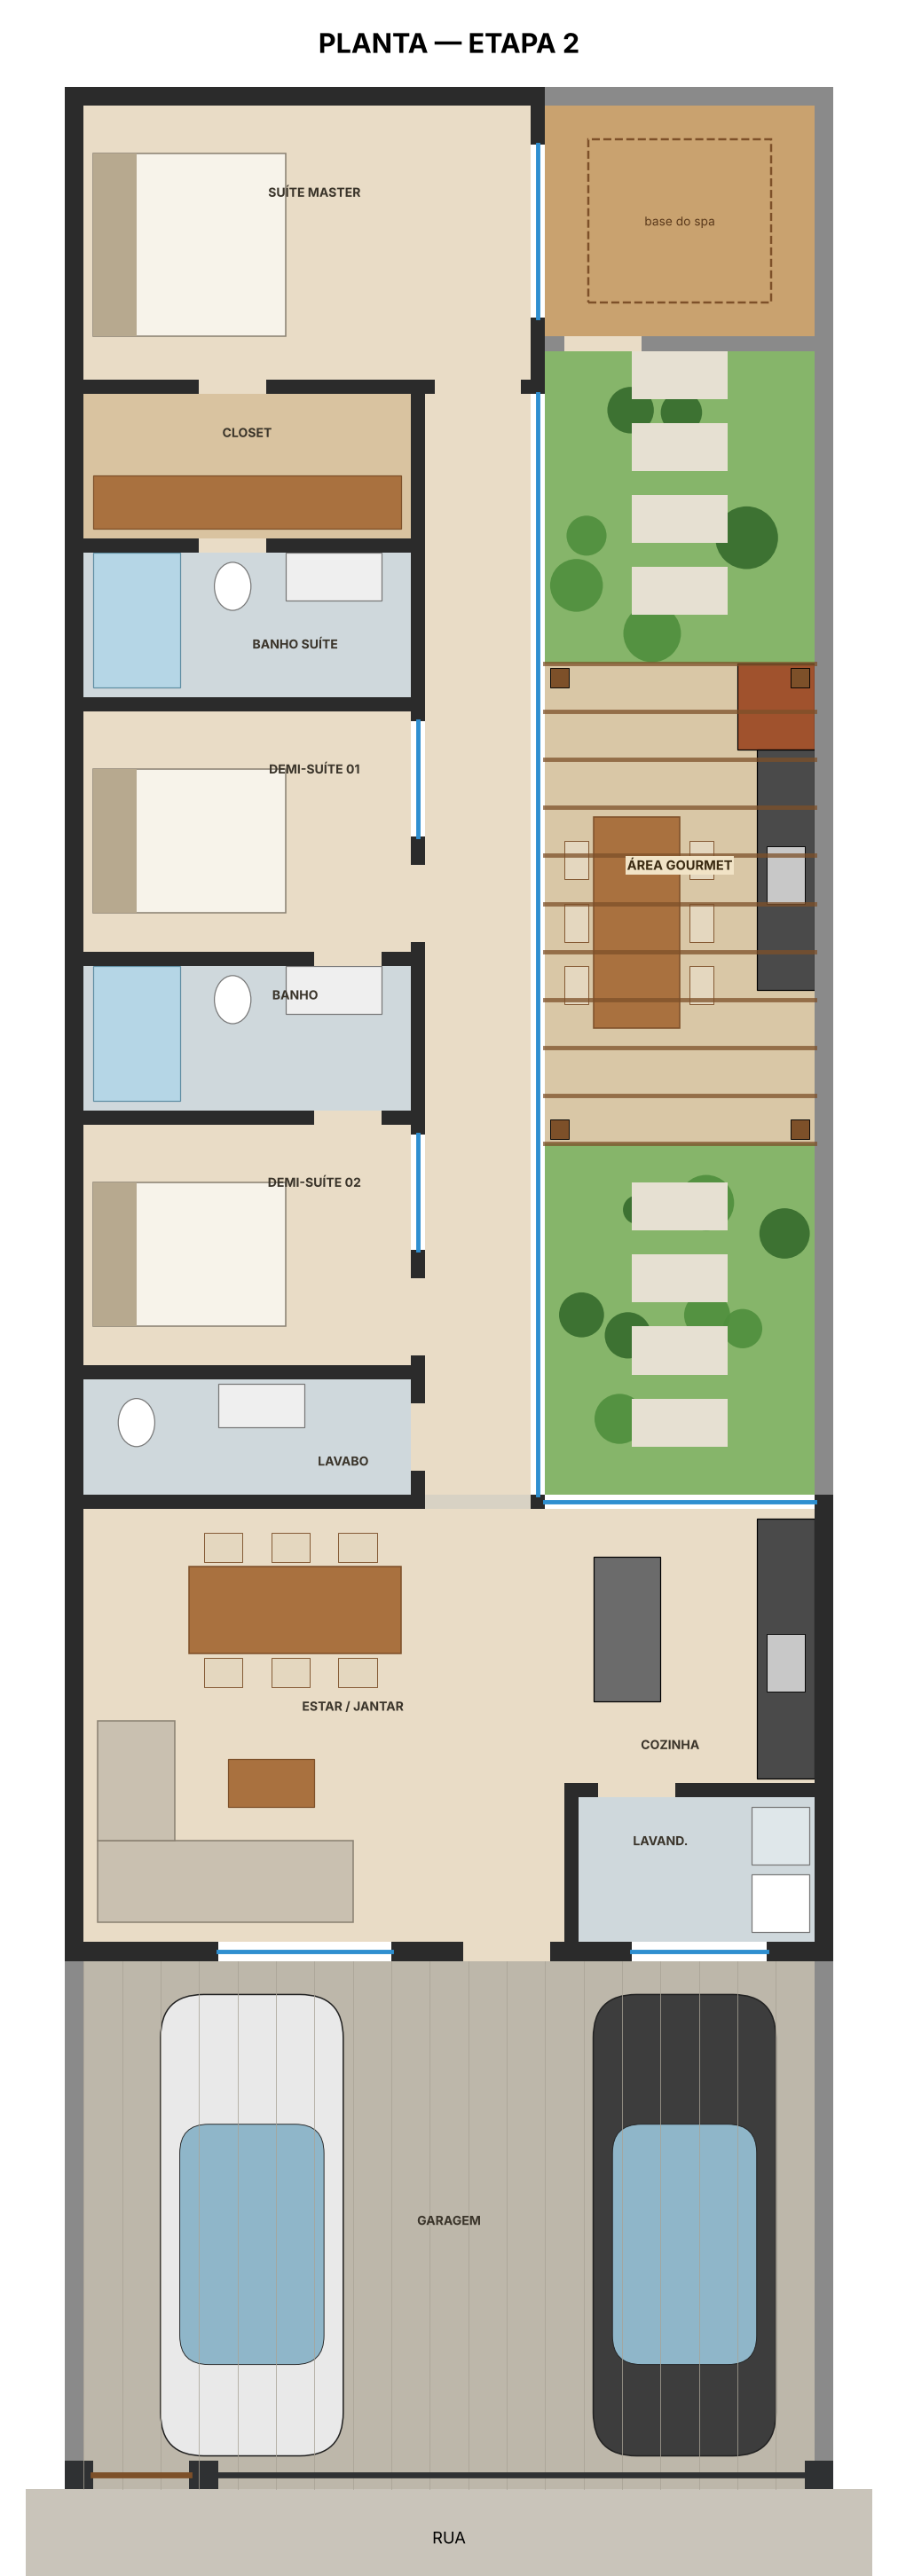 PLANTA — ETAPA 2
SUÍTE MASTER
base do spa
CLOSET
BANHO SUÍTE
DEMI-SUÍTE 01
ÁREA GOURMET
BANHO
DEMI-SUÍTE 02
LAVABO
ESTAR / JANTAR
COZINHA
LAVAND.
GARAGEM
RUA